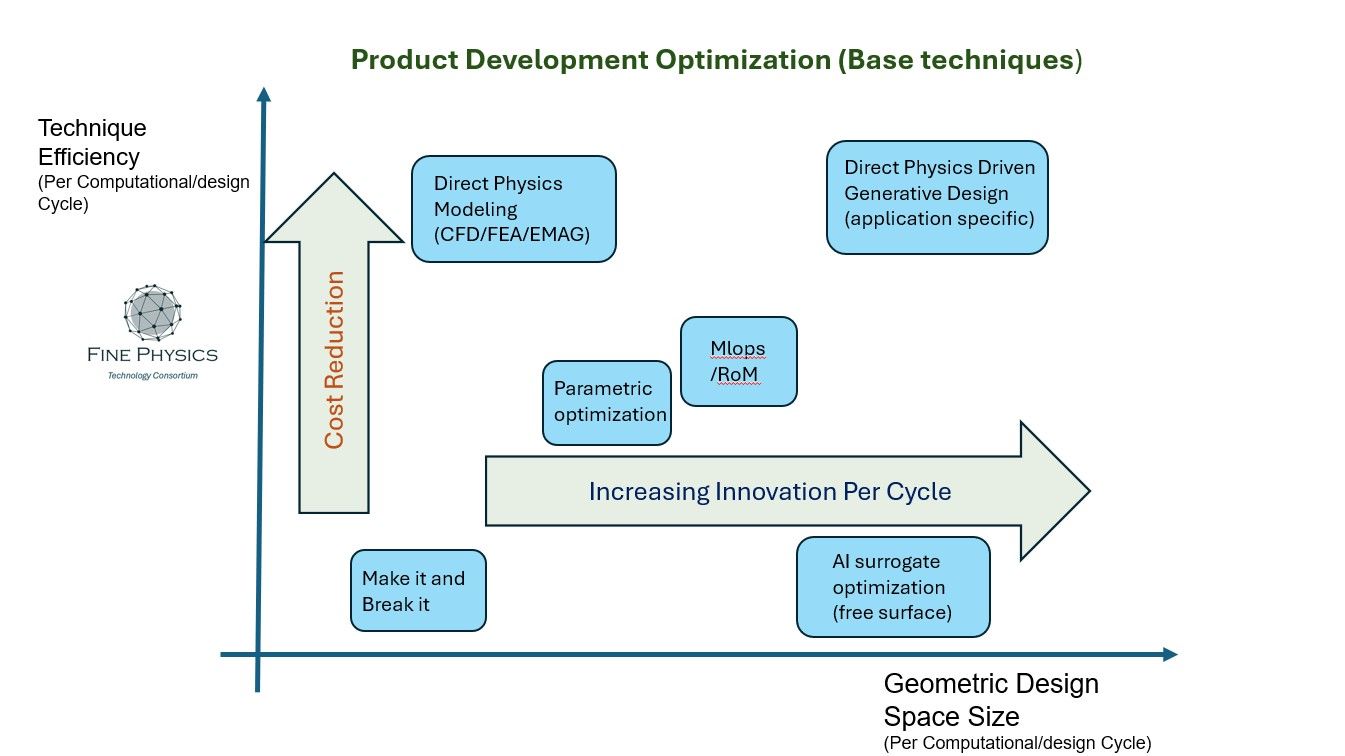 Product Development Optimization (Base techniques)
Technique
Efficiency
(Per Computational/design
Cycle)
Direct Physics
Modeling
(CFD/FEA/EMAG)
Direct Physics Driven
Generative Design
(application specific)
Cost Reduction
FINE PHYSICS
Technology Consortium
Mlops
/RoM
Parametric
optimization
Increasing Innovation Per Cycle
Make it and
Break it
AI surrogate
optimization
(free surface)
Geometric Design
Space Size
(Per Computational/design Cycle)